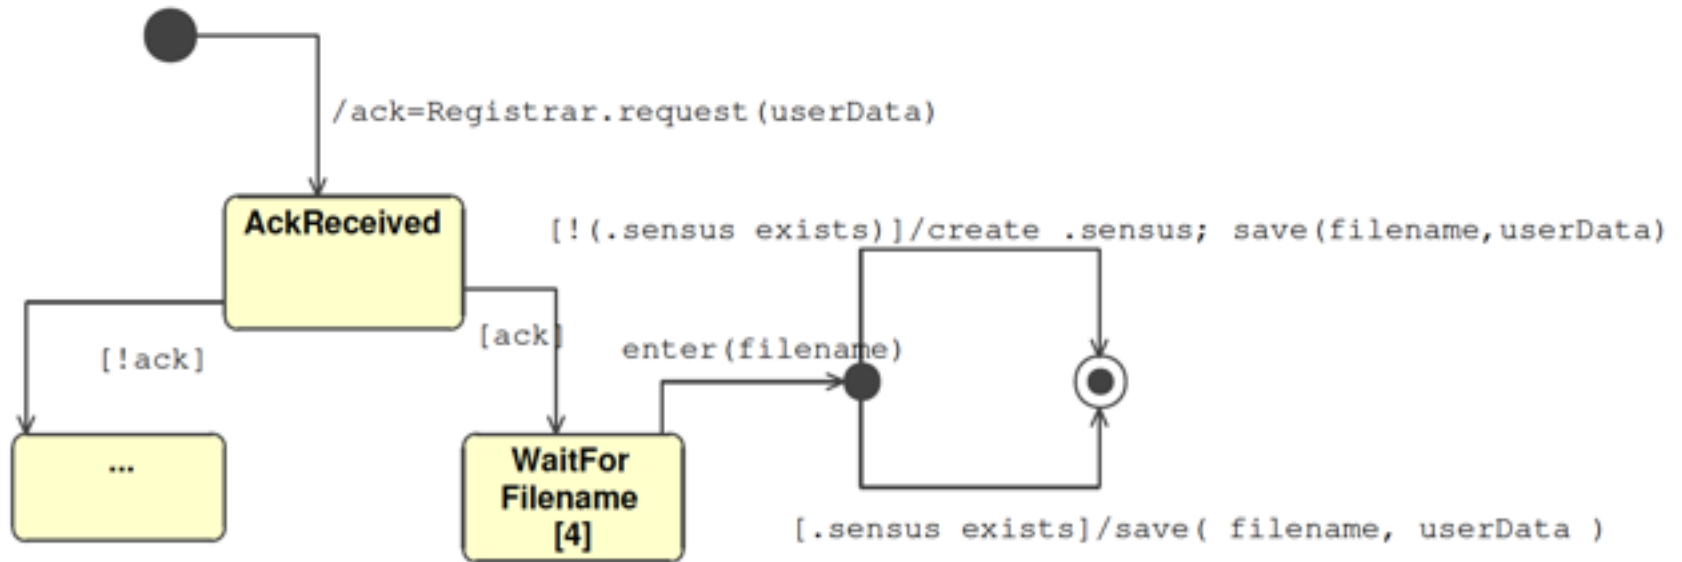 /ack=Registrar.request(userData)
AckReceived
[!(.sensus exists)]/create .sensus; save(filename,userData)
[ack]
enter(filename)
[!ack]
...
WaitFor
Filename
[4]
[.sensus exists]/save( filename, userData )